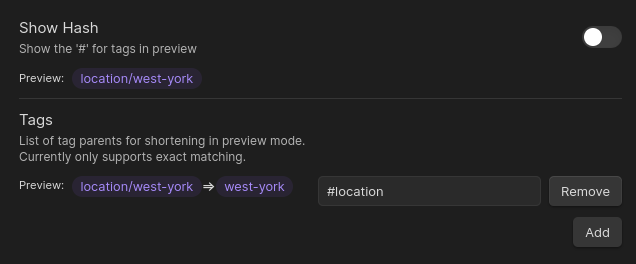 Show Hash
Show the '#' for tags in preview
Preview: location/west-york
Tags
List of tag parents for shortening in preview mode.
Currently only supports exact matching.
Preview: location/west-york ⇒ west-york #location Remove
Add